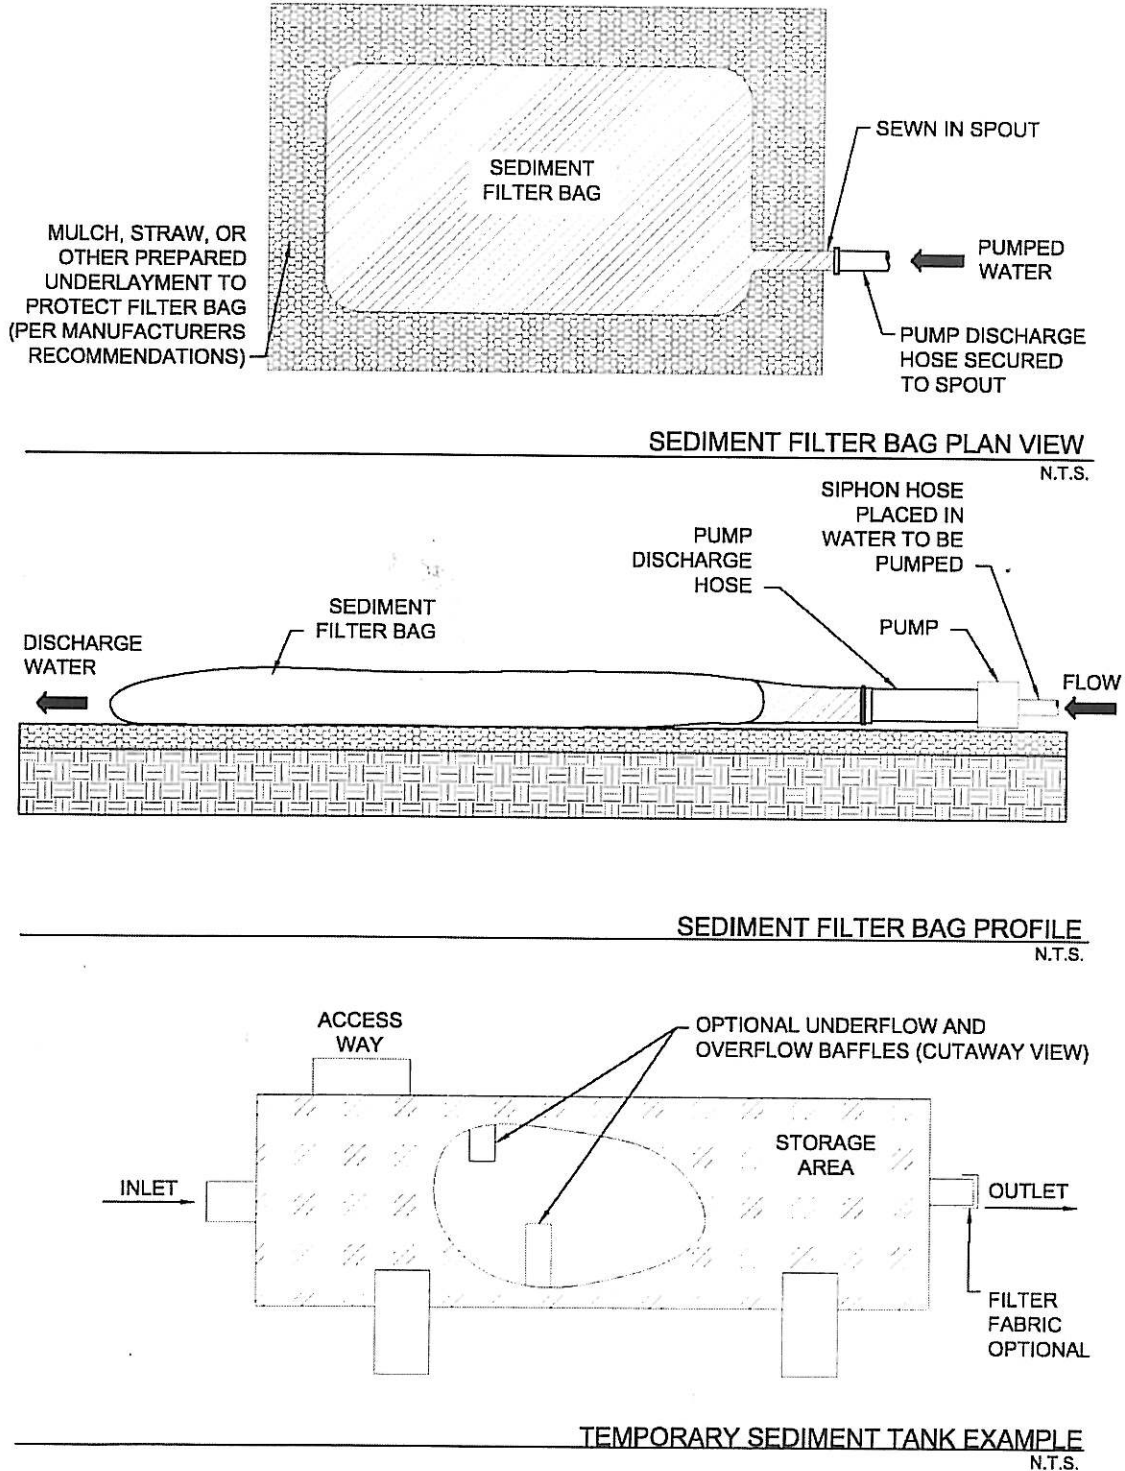 SEWN IN SPOUT
SEDIMENT
FILTER BAG
MULCH, STRAW, OR
OTHER PREPARED
UNDERLAYMENT TO
PROTECT FILTER BAG
(PER MANUFACTURERS
RECOMMENDATIONS)
PUMPED
WATER
PUMP DISCHARGE
HOSE SECURED
TO SPOUT
SEDIMENT FILTER BAG PLAN VIEW
N.T.S.
SIPHON HOSE
PLACED IN
WATER TO BE
PUMPED
PUMP
DISCHARGE
HOSE
SEDIMENT
FILTER BAG
PUMP
DISCHARGE
WATER
FLOW
SEDIMENT FILTER BAG PROFILE
N.T.S.
ACCESS
WAY
OPTIONAL UNDERFLOW AND
OVERFLOW BAFFLES (CUTAWAY VIEW)
STORAGE
AREA
INLET
OUTLET
FILTER
FABRIC
OPTIONAL
TEMPORARY SEDIMENT TANK EXAMPLE
N.T.S.